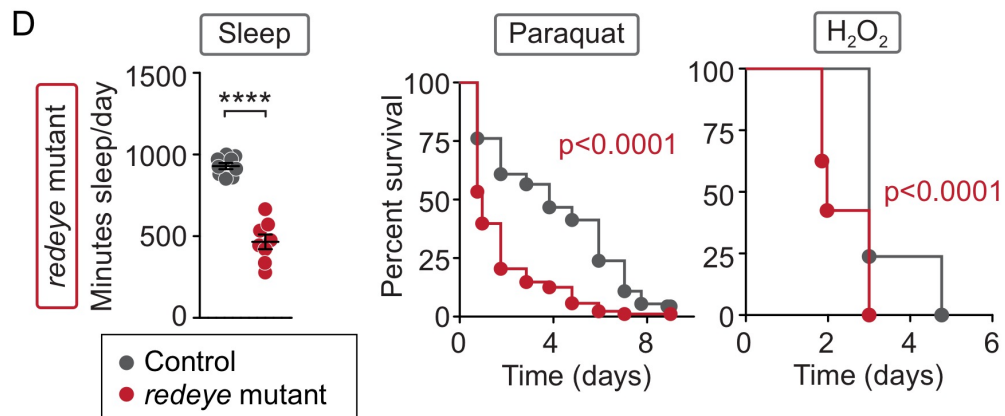 D
Sleep
Paraquat
H₂O₂
redeye mutant
Minutes sleep/day
1500
1000
500
0
****
Percent survival
100
75
50
25
0
p<0.0001
0
4
8
Time (days)
100
75
50
25
0
p<0.0001
0
2
4
6
Time (days)
Control
redeye mutant